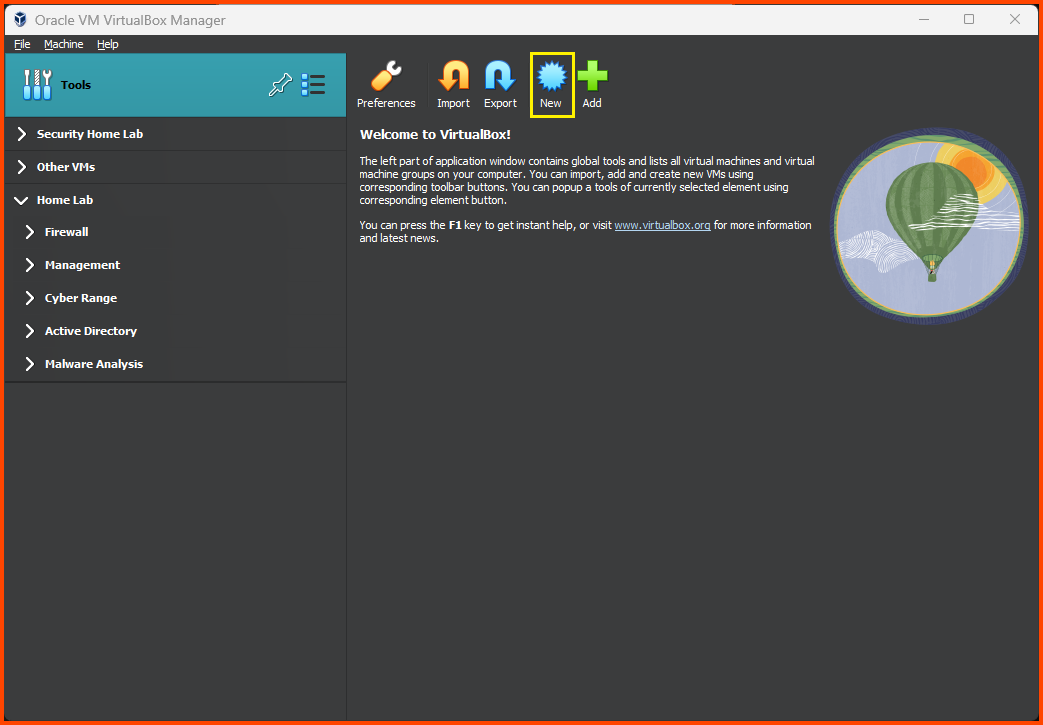 Oracle VM VirtualBox Manager
File Machine Help
Tools
Security Home Lab
Other VMs
Home Lab
Firewall
Management
Cyber Range
Active Directory
Malware Analysis
Preferences Import Export New Add
Welcome to VirtualBox!
The left part of application window contains global tools and lists all virtual machines and virtual
machine groups on your computer. You can import, add and create new VMs using
corresponding toolbar buttons. You can popup a tools of currently selected element using
corresponding element button.
You can press the F1 key to get instant help, or visit www.virtualbox.org for more information
and latest news.